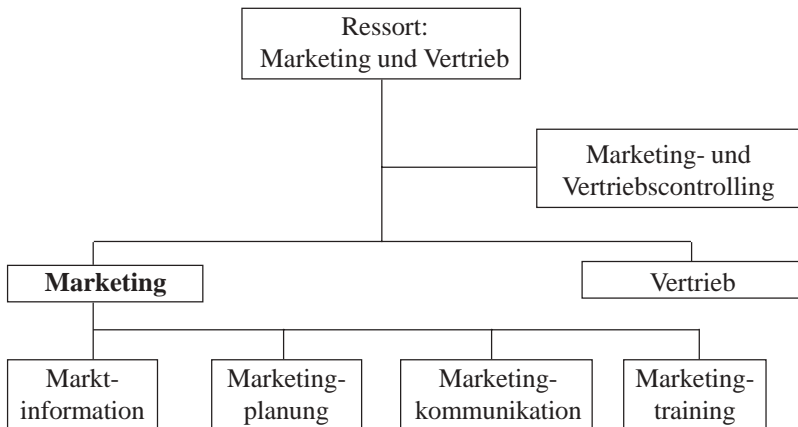 Ressort:
Marketing und Vertrieb
Marketing- und
Vertriebscontrolling
Marketing
Vertrieb
Markt-
information
Marketing-
planung
Marketing-
kommunikation
Marketing-
training